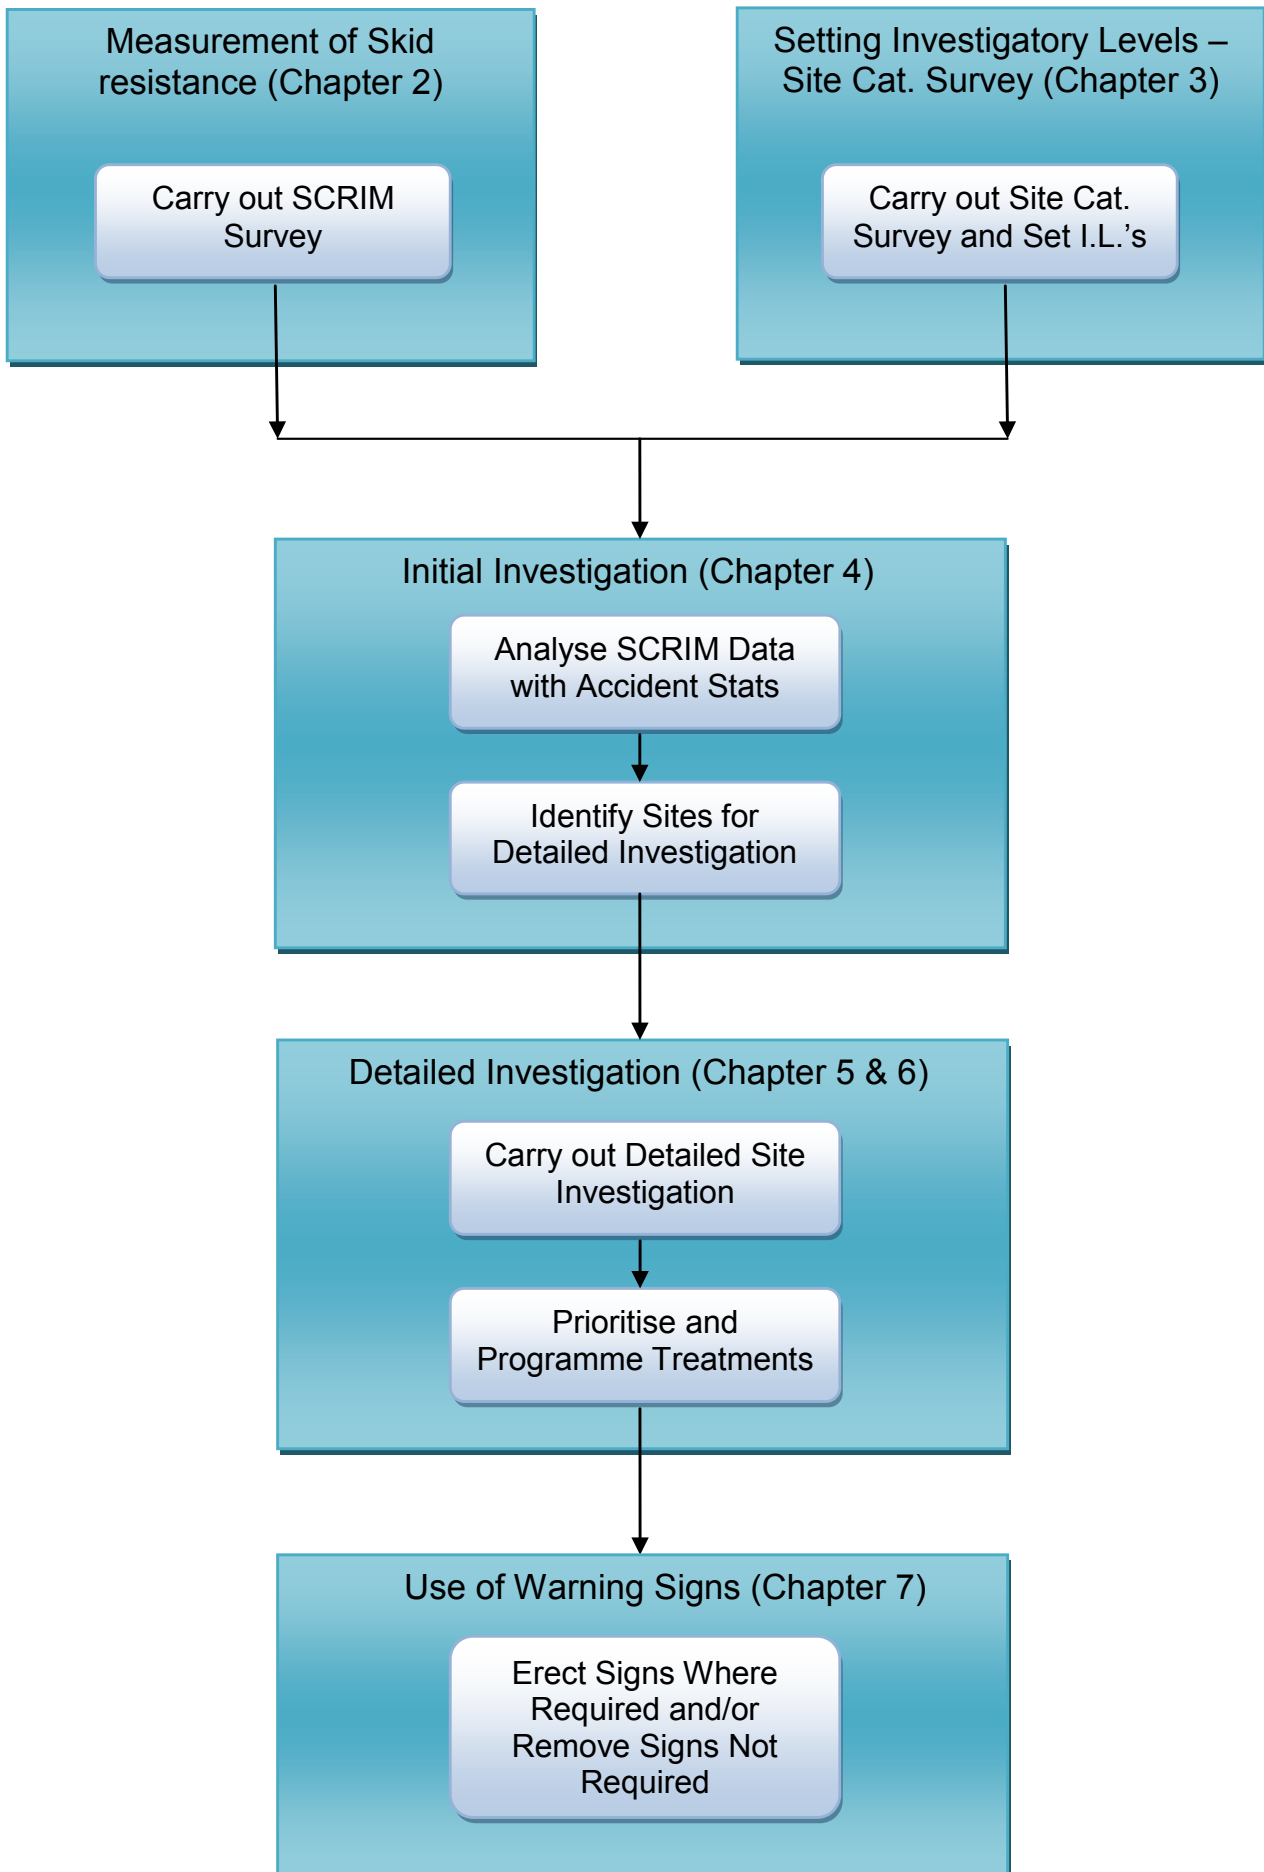 Measurement of Skid
resistance (Chapter 2)
Carry out SCRIM
Survey
Setting Investigatory Levels –
Site Cat. Survey (Chapter 3)
Carry out Site Cat.
Survey and Set I.L.’s
Initial Investigation (Chapter 4)
Analyse SCRIM Data
with Accident Stats
Identify Sites for
Detailed Investigation
Detailed Investigation (Chapter 5 & 6)
Carry out Detailed Site
Investigation
Prioritise and
Programme Treatments
Use of Warning Signs (Chapter 7)
Erect Signs Where
Required and/or
Remove Signs Not
Required